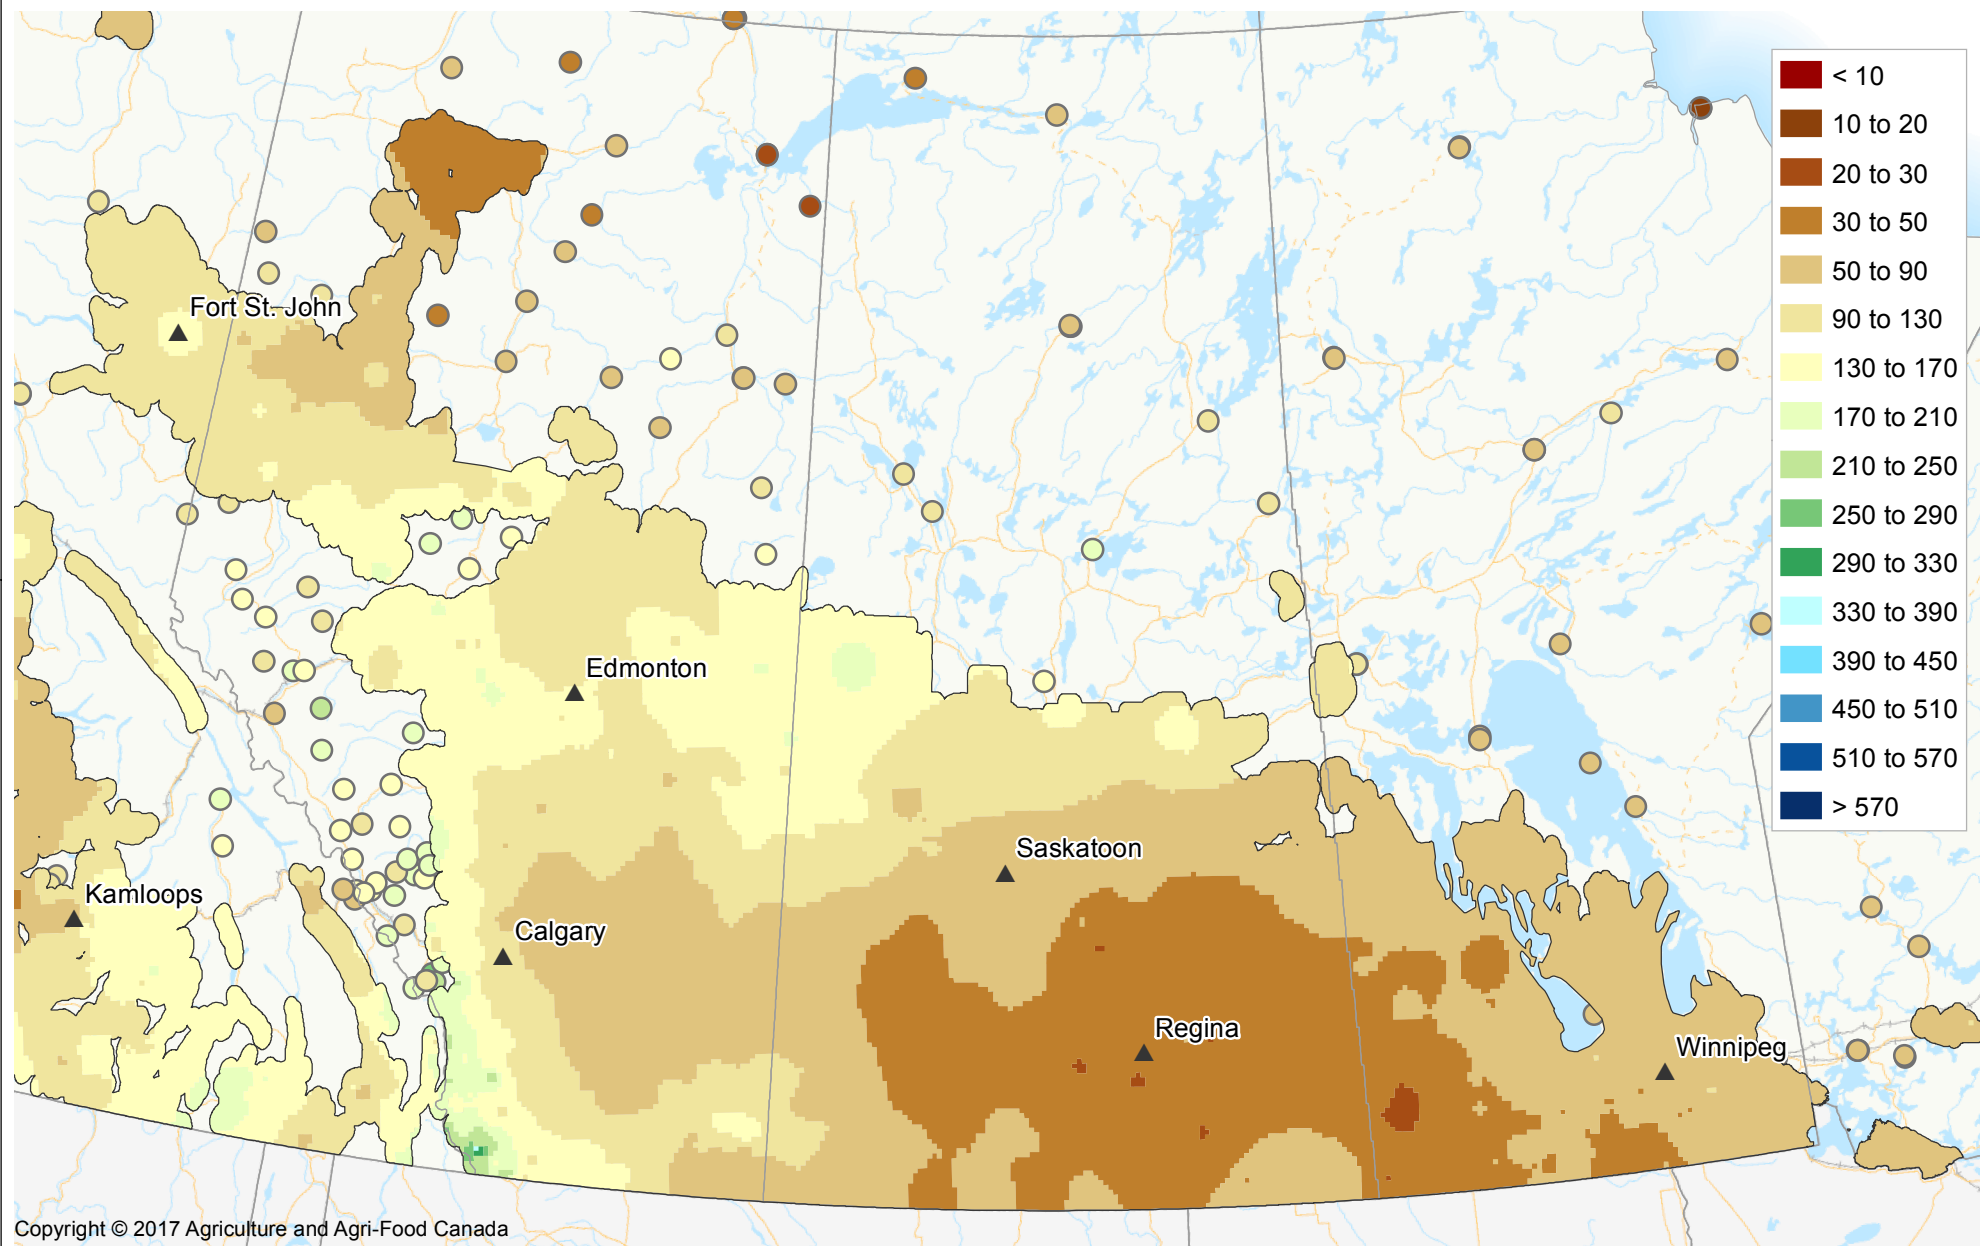 Fort St. John
Edmonton
Saskatoon
Kamloops
Calgary
Regina
Winnipeg
< 10
10 to 20
20 to 30
30 to 50
50 to 90
90 to 130
130 to 170
170 to 210
210 to 250
250 to 290
290 to 330
330 to 390
390 to 450
450 to 510
510 to 570
> 570
Copyright © 2017 Agriculture and Agri-Food Canada